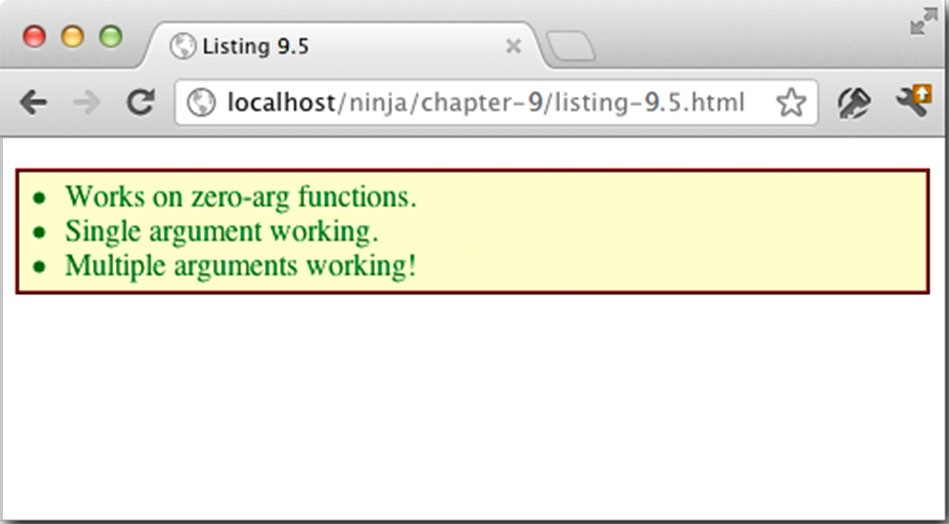 Listing 9.5
localhost/ninja/chapter-9/listing-9.5.html
Works on zero-arg functions.
Single argument working.
Multiple arguments working!